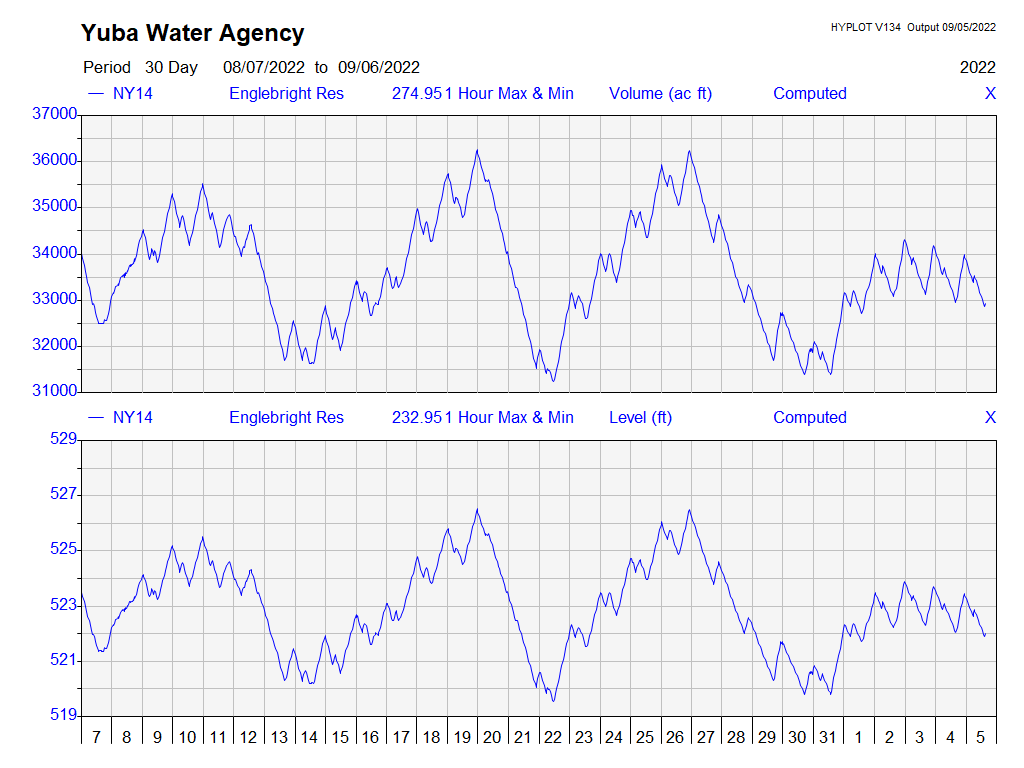 Yuba Water Agency
HYPLOT V134 Output 09/05/2022
Period 30 Day 08/07/2022 to 09/06/2022 2022
NY14 Englebright Res 274.951 Hour Max & Min Volume (ac ft) Computed X
37000
36000
35000
34000
33000
32000
31000
NY14 Englebright Res 232.951 Hour Max & Min Level (ft) Computed X
529
527
525
523
521
519
7 8 9 10 11 12 13 14 15 16 17 18 19 20 21 22 23 24 25 26 27 28 29 30 31 1 2 3 4 5